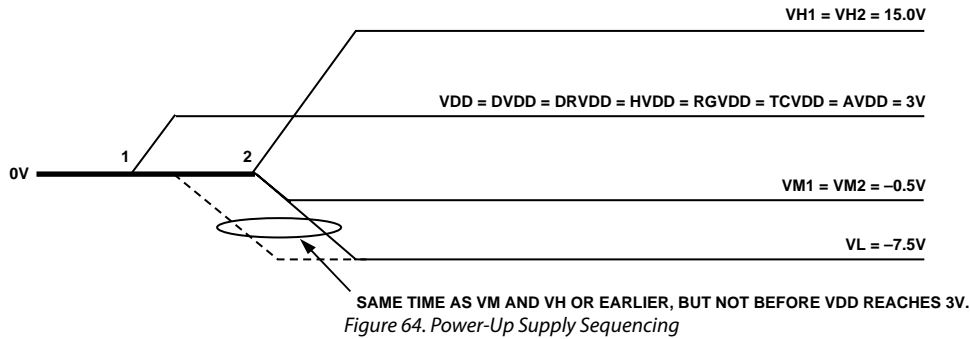 VH1 = VH2 = 15.0V
VDD = DVDD = DRVDD = HVDD = RGVDD = TCVDD = AVDD = 3V
1
2
0V
VM1 = VM2 = –0.5V
VL = –7.5V
SAME TIME AS VM AND VH OR EARLIER, BUT NOT BEFORE VDD REACHES 3V.
Figure 64. Power-Up Supply Sequencing